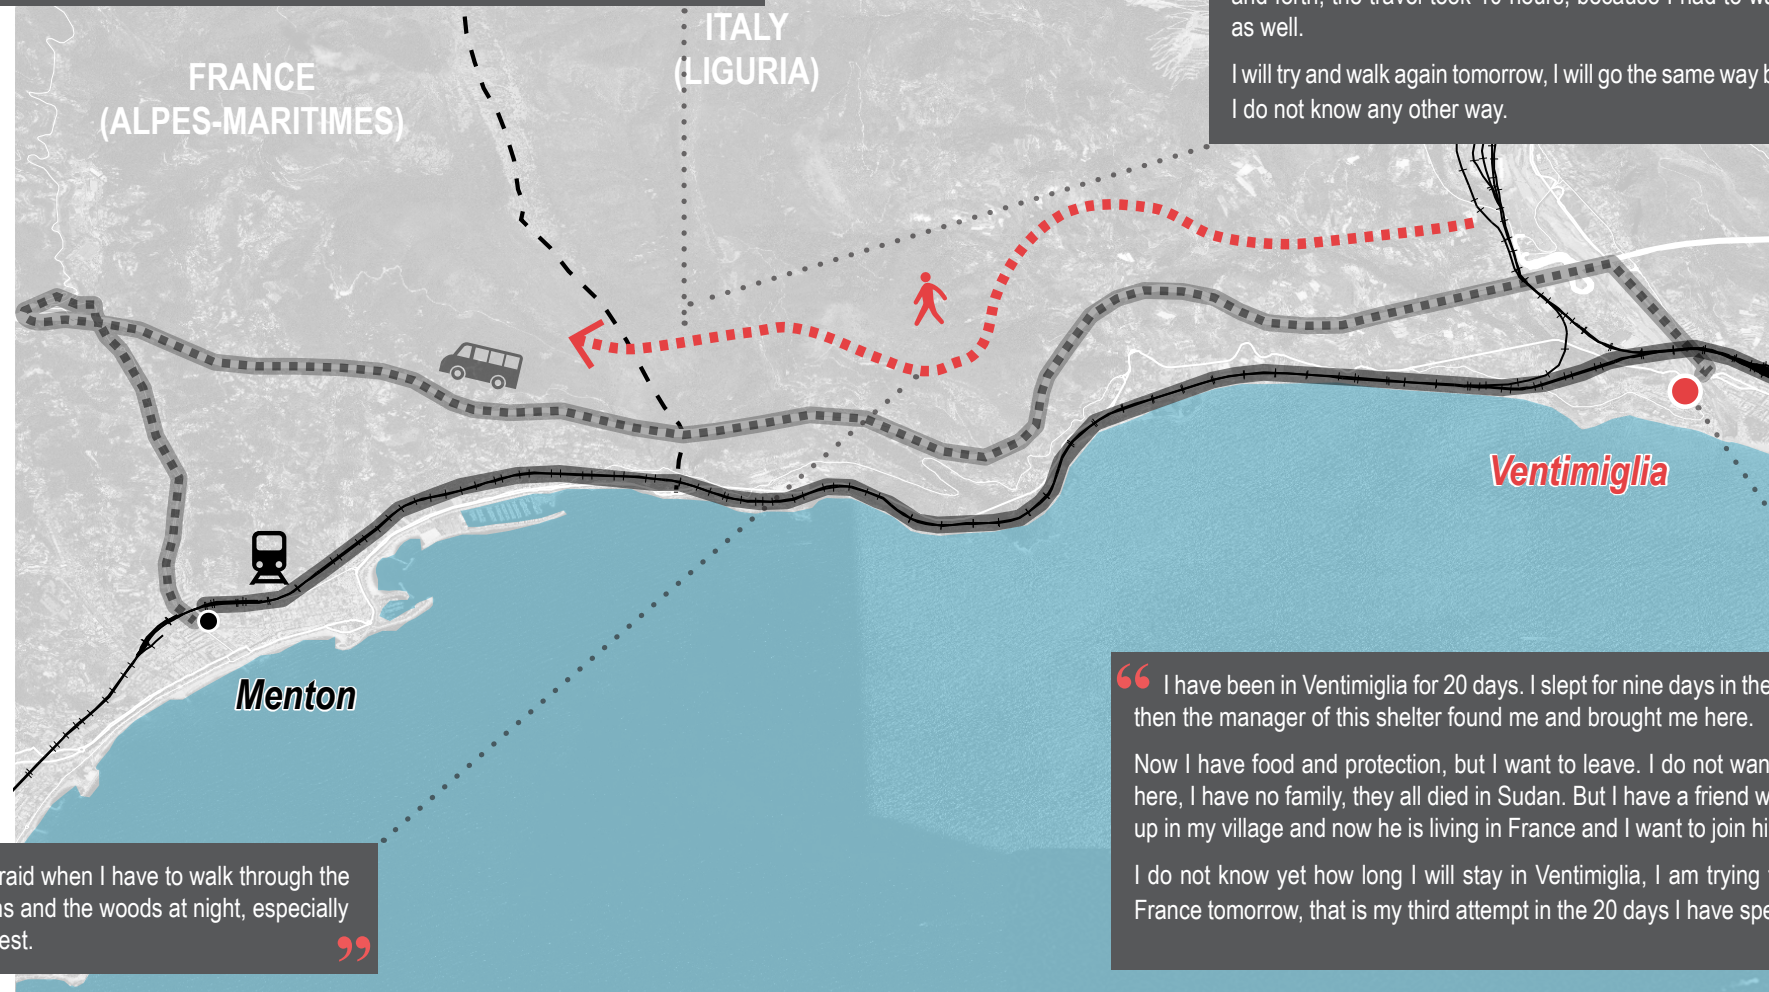 and forth, the travel took 10 hours, because I had to
as well.
I will try and walk again tomorrow, I will go the same way
I do not know any other way.
ITALY
(LIGURIA)
FRANCE
(ALPES-MARITIMES)
Ventimiglia
Menton
“ I have been in Ventimiglia for 20 days. I slept for nine days in the
then the manager of this shelter found me and brought me here.
Now I have food and protection, but I want to leave. I do not
here, I have no family, they all died in Sudan. But I have a friend
up in my village and now he is living in France and I want to join
I do not know yet how long I will stay in Ventimiglia, I am trying
France tomorrow, that is my third attempt in the 20 days I have
when I have to walk through the
and the woods at night, especially
”